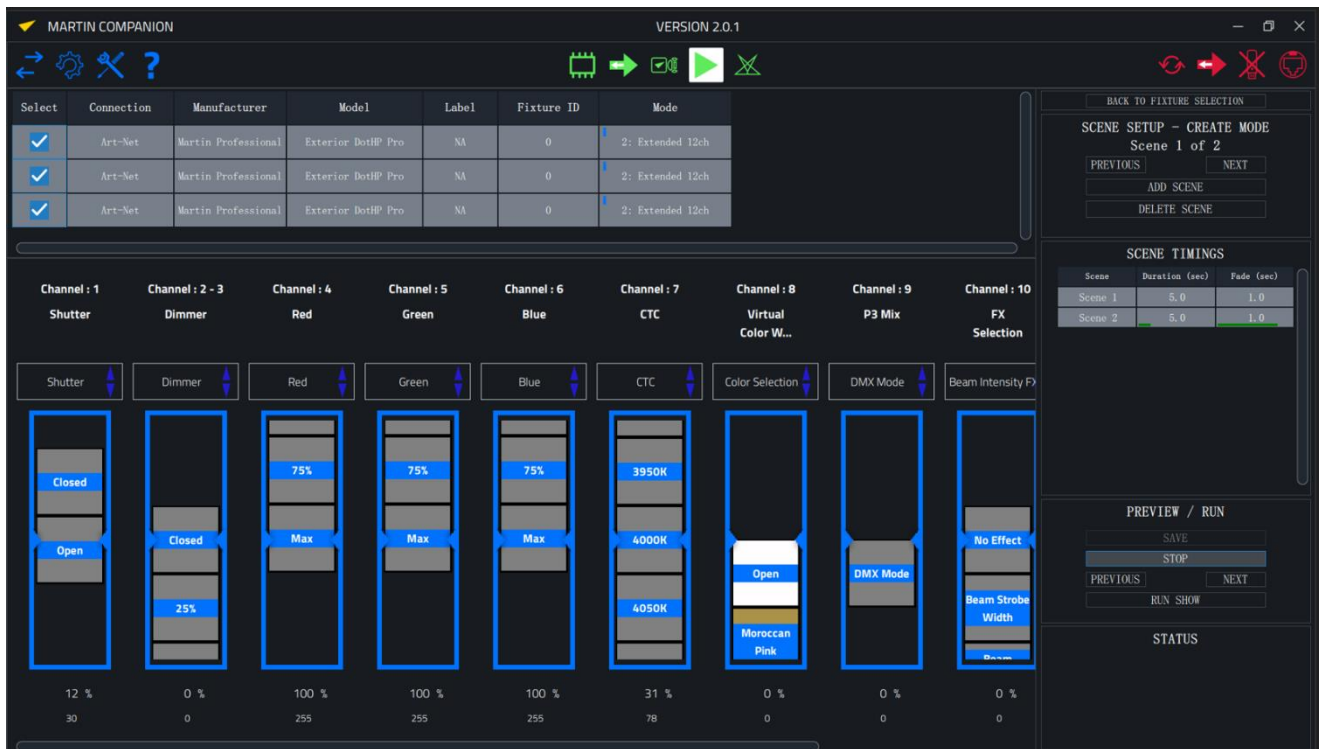 MARTIN COMPANION VERSION 2.0.1
?
Select Connection Manufacturer Model Label Fixture ID Mode
Art-Net Martin Professional Exterior DotHP Pro NA 0 2: Extended 12ch
Art-Net Martin Professional Exterior DotHP Pro NA 0 2: Extended 12ch
Art-Net Martin Professional Exterior DotHP Pro NA 0 2: Extended 12ch
Channel : 1 Channel : 2 - 3 Channel : 4 Channel : 5 Channel : 6 Channel : 7 Channel : 8 Channel : 9 Channel : 10
Shutter Dimmer Red Green Blue CTC Virtual P3 Mix FX
Color W... Selection
Shutter Dimmer Red Green Blue CTC Color Selection DMX Mode Beam Intensity FX
75% 75% 75% 3950K
Closed
Closed Max Max Max 4000K No Effect
Open
Open DMX Mode
25% 4050K Beam Strobe
Width
Moroccan
Pink Beam
12 % 0 % 100 % 100 % 100 % 31 % 0 % 0 % 0 %
30 0 255 255 255 78 0 0 0
BACK TO FIXTURE SELECTION
SCENE SETUP - CREATE MODE
Scene 1 of 2
PREVIOUS NEXT
ADD SCENE
DELETE SCENE
SCENE TIMINGS
Scene Duration (sec) Fade (sec)
Scene 1 5.0 1.0
Scene 2 5.0 1.0
PREVIEW / RUN
SAVE
STOP
PREVIOUS NEXT
RUN SHOW
STATUS